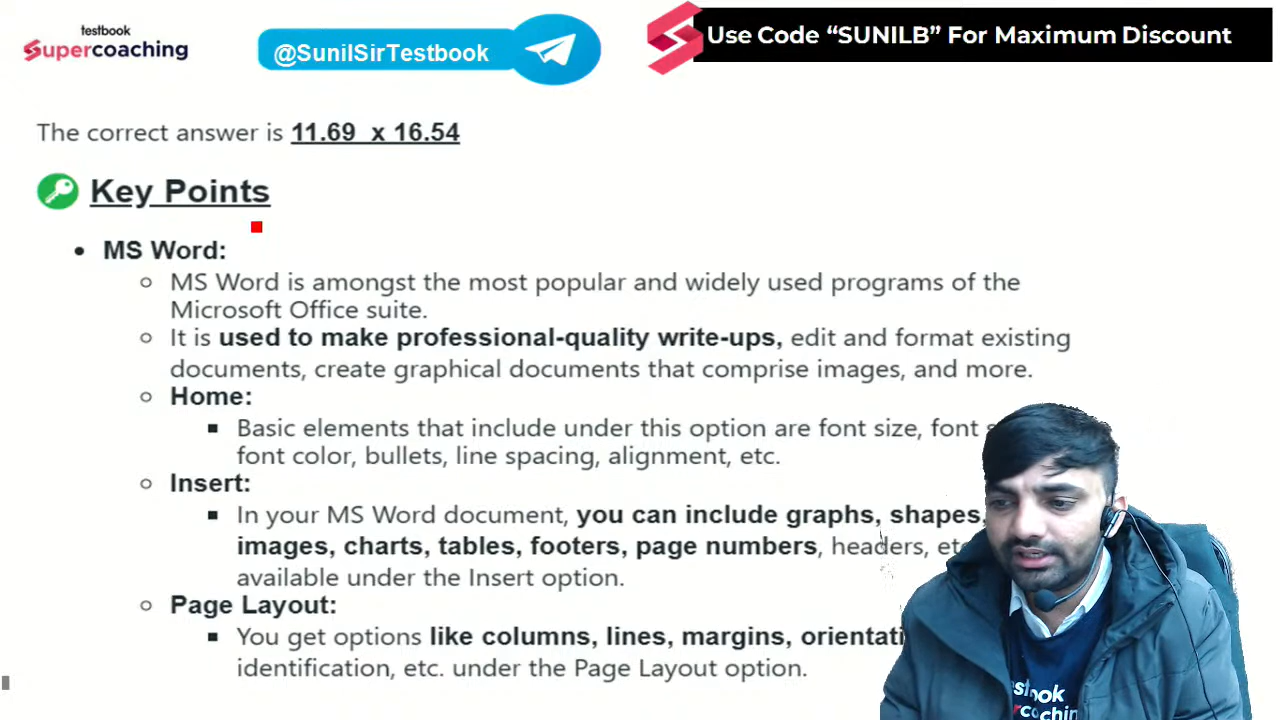 testbook
Supercoaching
@SunilSirTestbook
Use Code “SUNILB” For Maximum Discount
The correct answer is 11.69 x 16.54
Key Points
MS Word:
MS Word is amongst the most popular and widely used programs of the
Microsoft Office suite.
It is used to make professional-quality write-ups, edit and format existing
documents, create graphical documents that comprise images, and more.
Home:
Basic elements that include under this option are font size, font
font color, bullets, line spacing, alignment, etc.
Insert:
In your MS Word document, you can include graphs, shapes,
images, charts, tables, footers, page numbers, headers,
available under the Insert option.
Page Layout:
You get options like columns, lines, margins,
identification, etc. under the Page Layout option.